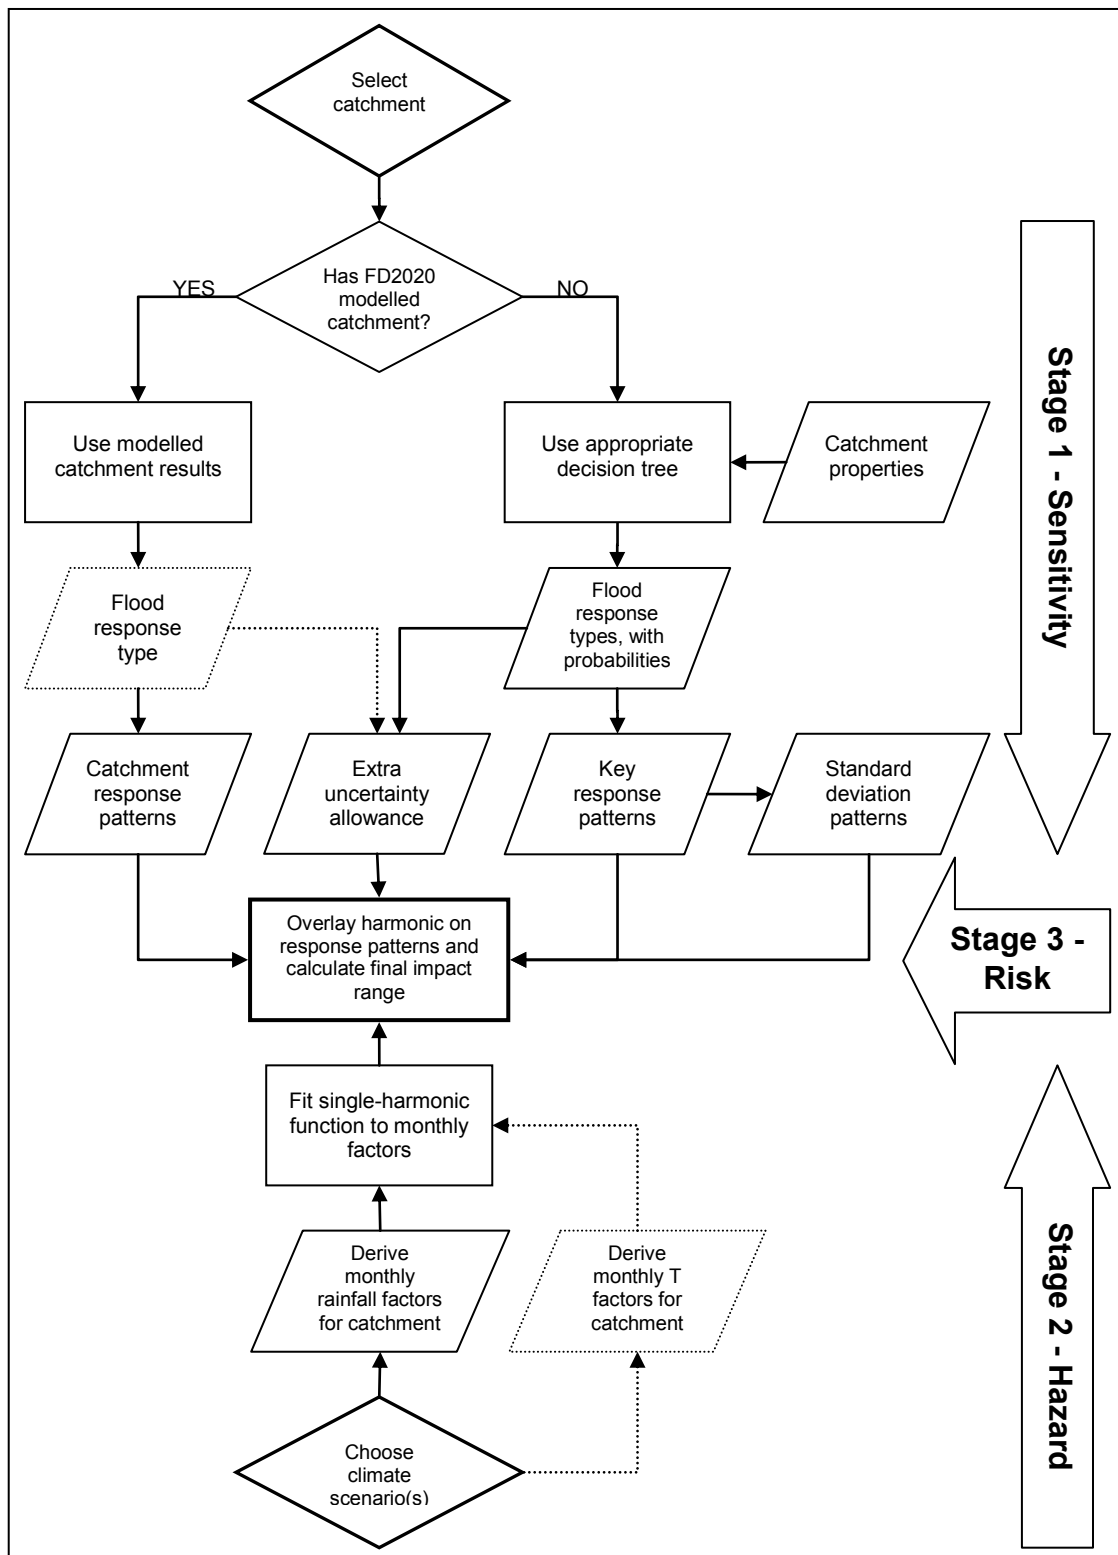 Select
catchment
Has FD2020
modelled
catchment?
YES
NO
Use modelled
catchment results
Use appropriate
decision tree
Catchment
properties
Flood
response
type
Flood
response
types, with
probabilities
Catchment
response
patterns
Extra
uncertainty
allowance
Key
response
patterns
Standard
deviation
patterns
Stage 1 - Sensitivity
Overlay harmonic on
response patterns and
calculate final impact
range
Stage 3 -
Risk
Fit single-harmonic
function to monthly
factors
Derive
monthly
rainfall factors
for catchment
Derive
monthly T
factors for
catchment
Choose
climate
scenario(s)
Stage 2 - Hazard